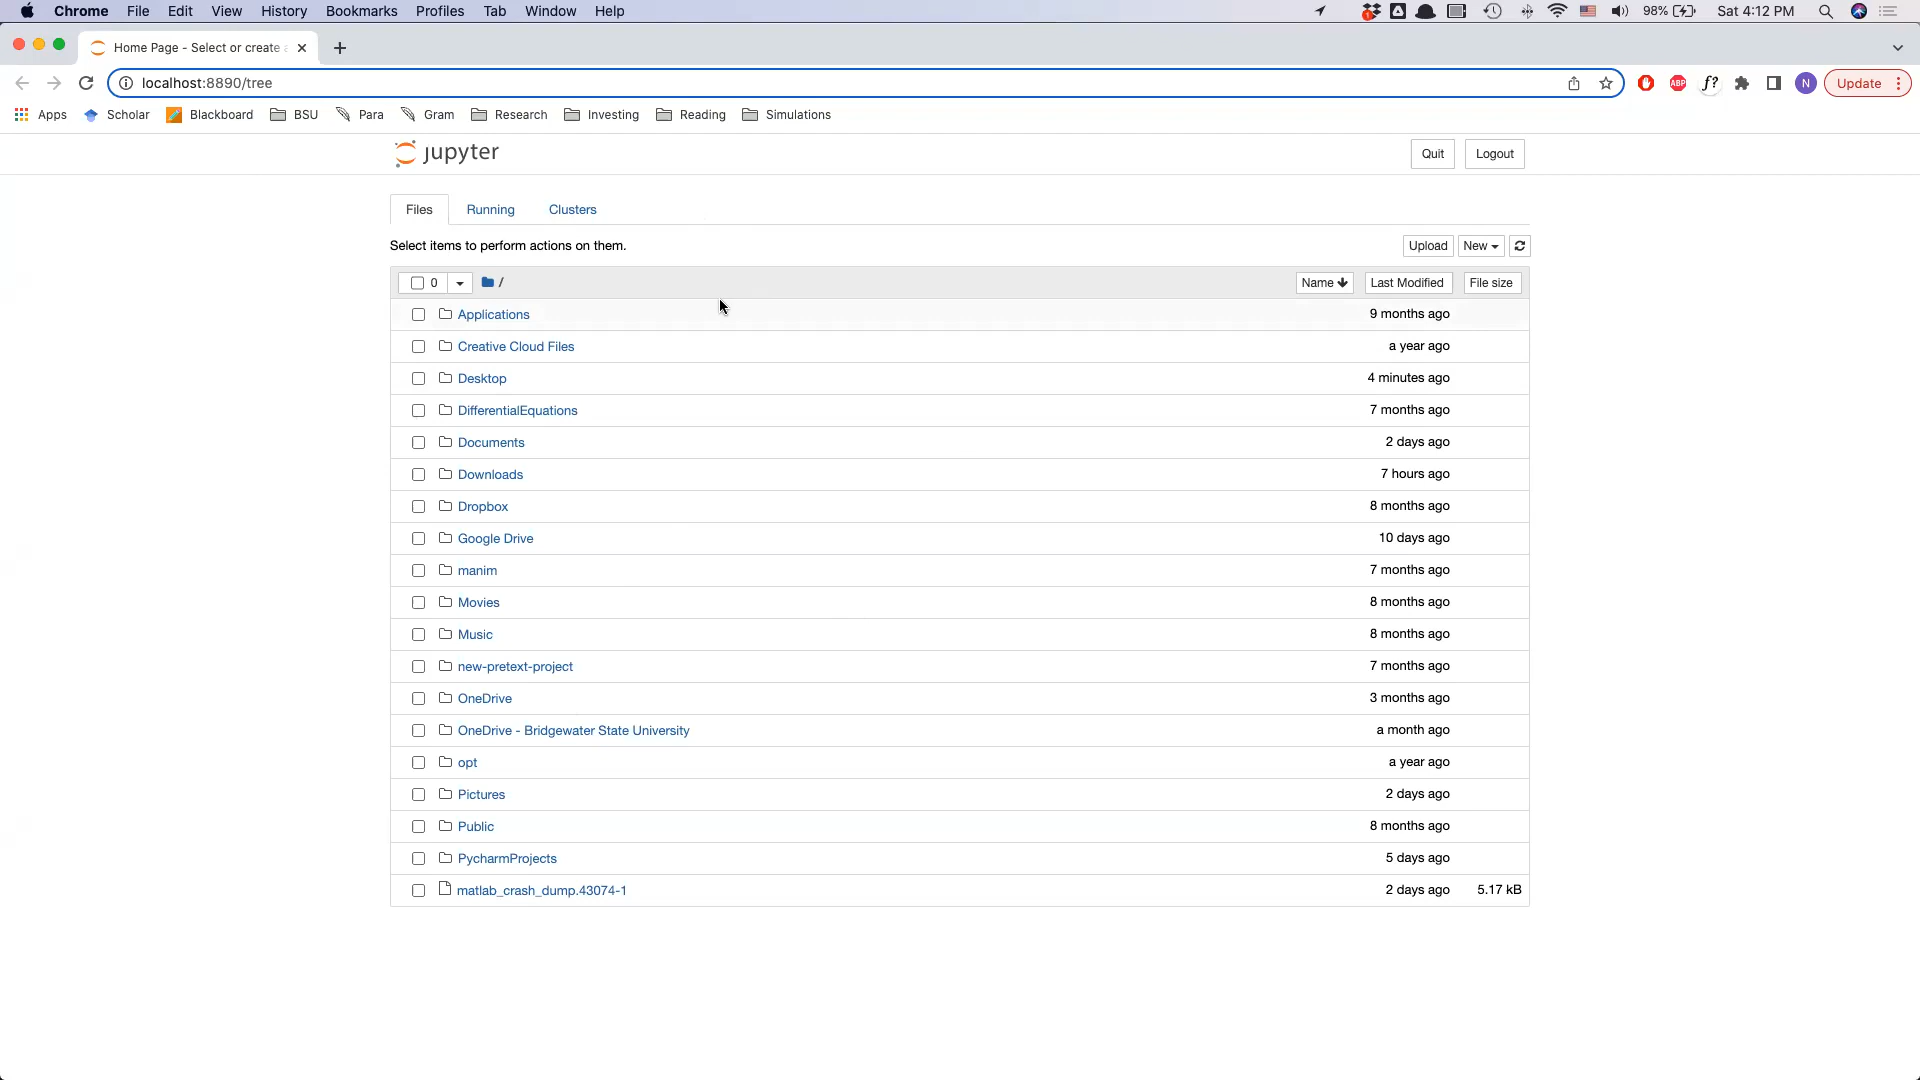 Chrome File Edit View History Bookmarks Profiles Tab Window Help 1 98% Sat 4:12 PM
Home Page - Select or create a
localhost:8890/tree ABP f? N Update
Apps Scholar Blackboard BSU Para Gram Research Investing Reading Simulations
jupyter Quit Logout
Files Running Clusters
Select items to perform actions on them. Upload New
0 / Name Last Modified File size
Applications 9 months ago
Creative Cloud Files a year ago
Desktop 4 minutes ago
DifferentialEquations 7 months ago
Documents 2 days ago
Downloads 7 hours ago
Dropbox 8 months ago
Google Drive 10 days ago
manim 7 months ago
Movies 8 months ago
Music 8 months ago
new-pretext-project 7 months ago
OneDrive 3 months ago
OneDrive - Bridgewater State University a month ago
opt a year ago
Pictures 2 days ago
Public 8 months ago
PycharmProjects 5 days ago
matlab_crash_dump.43074-1 2 days ago 5.17 kB